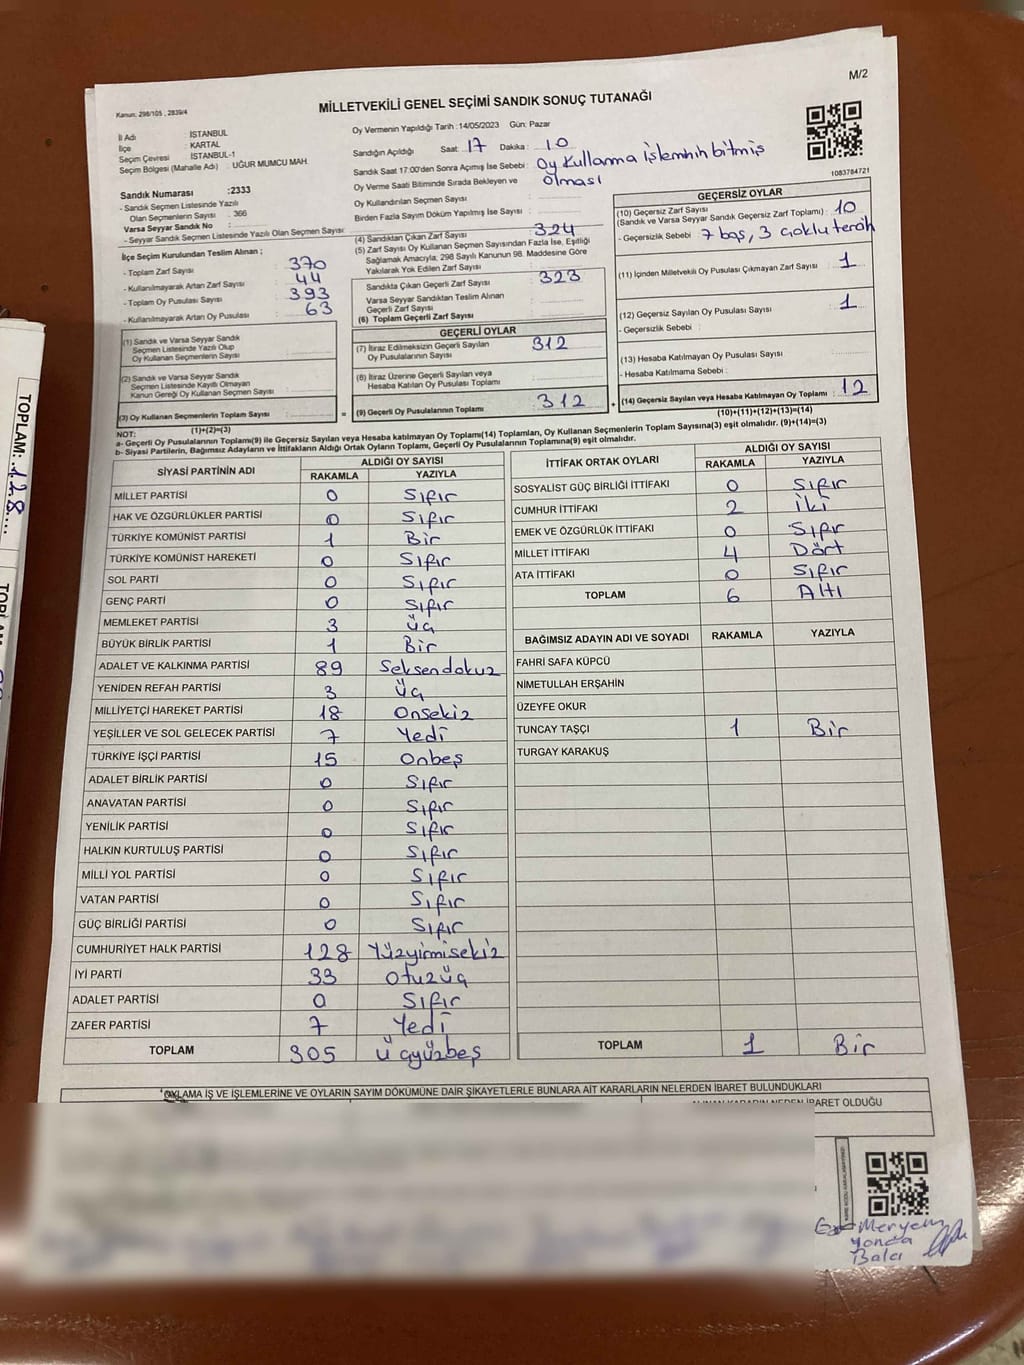 M/2
Kanun: 298/105, 2839/4
MİLLETVEKİLİ GENEL SEÇİMİ SANDIK SONUÇ TUTANAĞI
İl Adı : İSTANBUL
İlçe : KARTAL
Seçim Çevresi : İSTANBUL-1
Seçim Bölgesi (Mahalle Adı) : UĞUR MUMCU MAH.
Oy Vermenin Yapıldığı Tarih :14/05/2023 Gün: Pazar
Sandığın Açıldığı Saat: 17 Dakika: 10
Sandık Saat 17:00'den Sonra Açımış İse Sebebi : Oy Kullanma işleminin bitmiş olması
Oy Verme Saati Bitiminde Sırada Bekleyen ve
Oy Kullandırılan Seçmen Sayısı
Birden Fazla Sayım Döküm Yapılmış İse Sayısı :
1083784721
Sandık Numarası :2333
- Sandık Seçmen Listesinde Yazılı
Olan Seçmenlerin Sayısı : 366
Varsa Seyyar Sandık No :
- Seyyar Sandık Seçmen Listesinde Yazılı Olan Seçmen Sayısı:
İlçe Seçim Kurulundan Teslim Alınan ;
- Toplam Zarf Sayısı : 370
- Kullanılmayarak Artan Zarf Sayısı : 44
- Toplam Oy Pusulası Sayısı : 393
- Kullanılmayarak Artan Oy Pusulası : 63
(1) Sandık ve Varsa Seyyar Sandık
Seçmen Listesinde Yazılı Olup
Oy Kullanan Seçmenlerin Sayısı :
(2) Sandık ve Varsa Seyyar Sandık
Seçmen Listesinde Kayıtlı Olmayan
Kanun Gereği Oy Kullanan Seçmen Sayısı :
(3) Oy Kullanan Seçmenlerin Toplam Sayısı :
(1)+(2)=(3)
(4) Sandıktan Çıkan Zarf Sayısı : 324
(5) Zarf Sayısı Oy Kullanan Seçmen Sayısından Fazla İse, Eşitliği
Sağlamak Amacıyla, 298 Sayılı Kanunun 98. Maddesine Göre
Yakılarak Yok Edilen Zarf Sayısı :
Sandıkta Çıkan Geçerli Zarf Sayısı : 323
Varsa Seyyar Sandıktan Teslim Alınan
Geçerli Zarf Sayısı :
(6) Toplam Geçerli Zarf Sayısı :
GEÇERLİ OYLAR
(7) İtiraz Edilmeksizin Geçerli Sayılan
Oy Pusulalarının Sayısı : 312
(8) İtiraz Üzerine Geçerli Sayılan veya
Hesaba Katılan Oy Pusulası Toplamı :
= (9) Geçerli Oy Pusulalarının Toplamı : 312 +
GEÇERSİZ OYLAR
(10) Geçersiz Zarf Sayısı
(Sandık ve Varsa Seyyar Sandık Geçersiz Zarf Toplamı) : 10
- Geçersizlik Sebebi : 7 boş, 3 çoklu tercih
(11) İçinden Milletvekili Oy Pusulası Çıkmayan Zarf Sayısı : 1
(12) Geçersiz Sayılan Oy Pusulası Sayısı : 1
- Geçersizlik Sebebi :
(13) Hesaba Katılmayan Oy Pusulası Sayısı :
- Hesaba Katılmama Sebebi :
(14) Geçersiz Sayılan veya Hesaba Katılmayan Oy Toplamı : 12
(10)+(11)+(12)+(13)=(14)
NOT:
a- Geçerli Oy Pusulalarının Toplamı(9) ile Geçersiz Sayılan veya Hesaba katılmayan Oy Toplamı(14) Toplamları, Oy Kullanan Seçmenlerin Toplam Sayısına(3) eşit olmalıdır. (9)+(14)=(3)
b- Siyasi Partilerin, Bağımsız Adayların ve İttifakların Aldığı Oyların Toplamı, Geçerli Oy Pusulalarının Toplamına(9) eşit olmalıdır.
SİYASİ PARTİNİN ADI ALDIĞI OY SAYISI
RAKAMLA YAZIYLA
MİLLET PARTİSİ 0 Sıfır
HAK VE ÖZGÜRLÜKLER PARTİSİ 0 Sıfır
TÜRKİYE KOMÜNİST PARTİSİ 1 Bir
TÜRKİYE KOMÜNİST HAREKETİ 0 Sıfır
SOL PARTİ 0 Sıfır
GENÇ PARTİ 0 Sıfır
MEMLEKET PARTİSİ 3 üç
BÜYÜK BİRLİK PARTİSİ 1 Bir
ADALET VE KALKINMA PARTİSİ 89 Seksendokuz
YENİDEN REFAH PARTİSİ 3 üç
MİLLİYETÇİ HAREKET PARTİSİ 18 Onsekiz
YEŞİLLER VE SOL GELECEK PARTİSİ 7 Yedi
TÜRKİYE İŞÇİ PARTİSİ 15 Onbeş
ADALET BİRLİK PARTİSİ 0 Sıfır
ANAVATAN PARTİSİ 0 Sıfır
YENİLİK PARTİSİ 0 Sıfır
HALKIN KURTULUŞ PARTİSİ 0 Sıfır
MİLLİ YOL PARTİSİ 0 Sıfır
VATAN PARTİSİ 0 Sıfır
GÜÇ BİRLİĞİ PARTİSİ 0 Sıfır
CUMHURİYET HALK PARTİSİ 128 Yüzyirmisekiz
İYİ PARTİ 33 Otuzüç
ADALET PARTİSİ 0 Sıfır
ZAFER PARTİSİ 7 Yedi
TOPLAM 305 üçyüzbeş
İTTİFAK ORTAK OYLARI ALDIĞI OY SAYISI
RAKAMLA YAZIYLA
SOSYALİST GÜÇ BİRLİĞİ İTTİFAKI 0 Sıfır
CUMHUR İTTİFAKI 2 iki
EMEK VE ÖZGÜRLÜK İTTİFAKI 0 Sıfır
MİLLET İTTİFAKI 4 Dört
ATA İTTİFAKI 0 Sıfır
TOPLAM 6 Altı
BAĞIMSIZ ADAYIN ADI VE SOYADI RAKAMLA YAZIYLA
FAHRİ SAFA KÜPCÜ
NİMETULLAH ERŞAHİN
ÜZEYFE OKUR
TUNCAY TAŞÇI 1 Bir
TURGAY KARAKUŞ
TOPLAM 1 Bir
OYLAMA İŞ VE İŞLEMLERİNE VE OYLARIN SAYIM DÖKÜMÜNE DAİR ŞİKAYETLERLE BUNLARA AİT KARARLARIN NELERDEN İBARET BULUNDUKLARI
ALINAN KARARIN NEDEN İBARET OLDUĞU
Meryem
Yonca
Balcı
TOPLAM:..128...